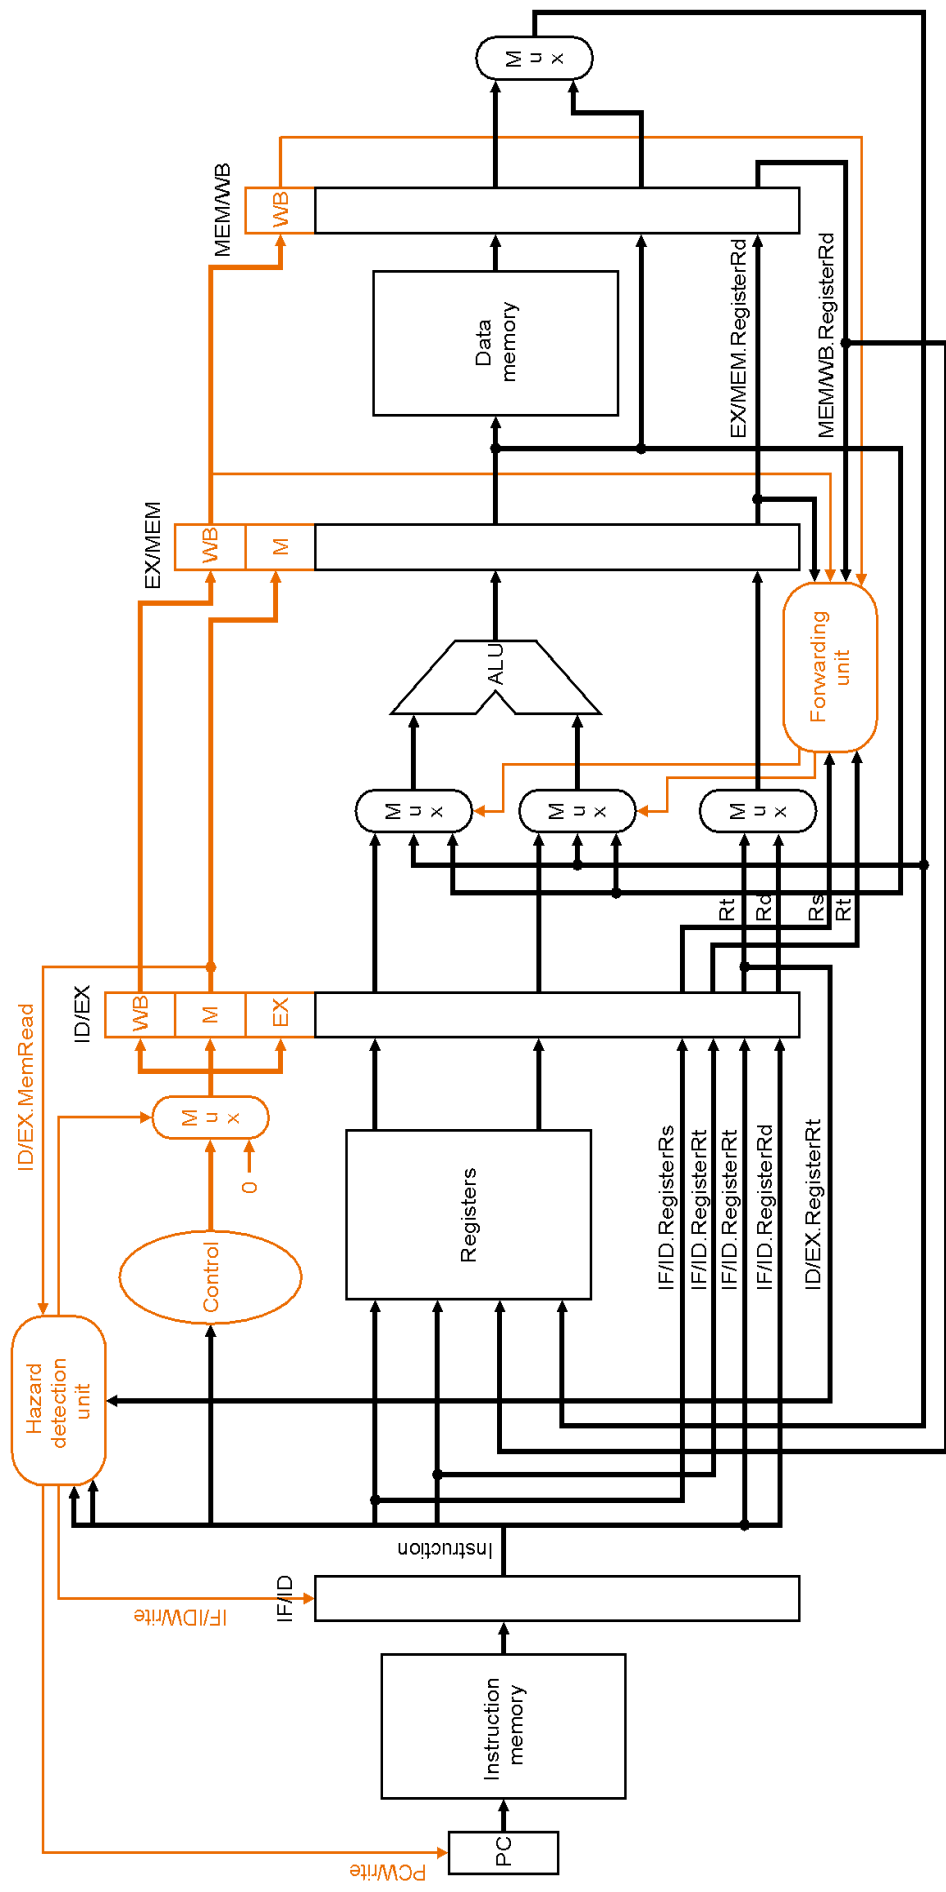 Hazard
detection
unit
ID/EX.MemRead
ID/EX
WB
M
EX
M
u
x
0
Control
EX/MEM
WB
M
MEM/WB
WB
PCWrite
IF/IDWrite
IF/ID
Instruction
PC
Instruction
memory
Registers
M
u
x
M
u
x
ALU
Data
memory
M
u
x
IF/ID.RegisterRs
IF/ID.RegisterRt
IF/ID.RegisterRt
IF/ID.RegisterRd
ID/EX.RegisterRt
Rt
Rd
Rs
Rt
M
u
x
EX/MEM.RegisterRd
Forwarding
unit
MEM/WB.RegisterRd